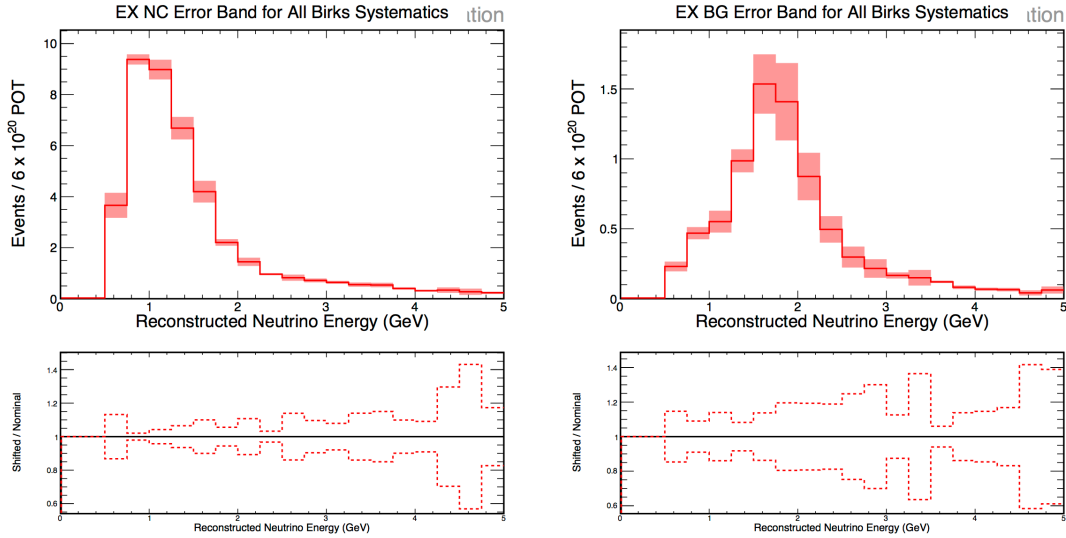 EX NC Error Band for All Birks Systematics
Events / 6 x 10^20 POT
10
8
6
4
2
0
0 1 2 3 4 5
Reconstructed Neutrino Energy (GeV)
Shifted / Nominal
1.4
1.2
1
0.8
0.6
0 1 2 3 4 5
Reconstructed Neutrino Energy (GeV)
EX BG Error Band for All Birks Systematics
Events / 6 x 10^20 POT
1.5
1
0.5
0
0 1 2 3 4 5
Reconstructed Neutrino Energy (GeV)
Shifted / Nominal
1.4
1.2
1
0.8
0.6
0 1 2 3 4 5
Reconstructed Neutrino Energy (GeV)